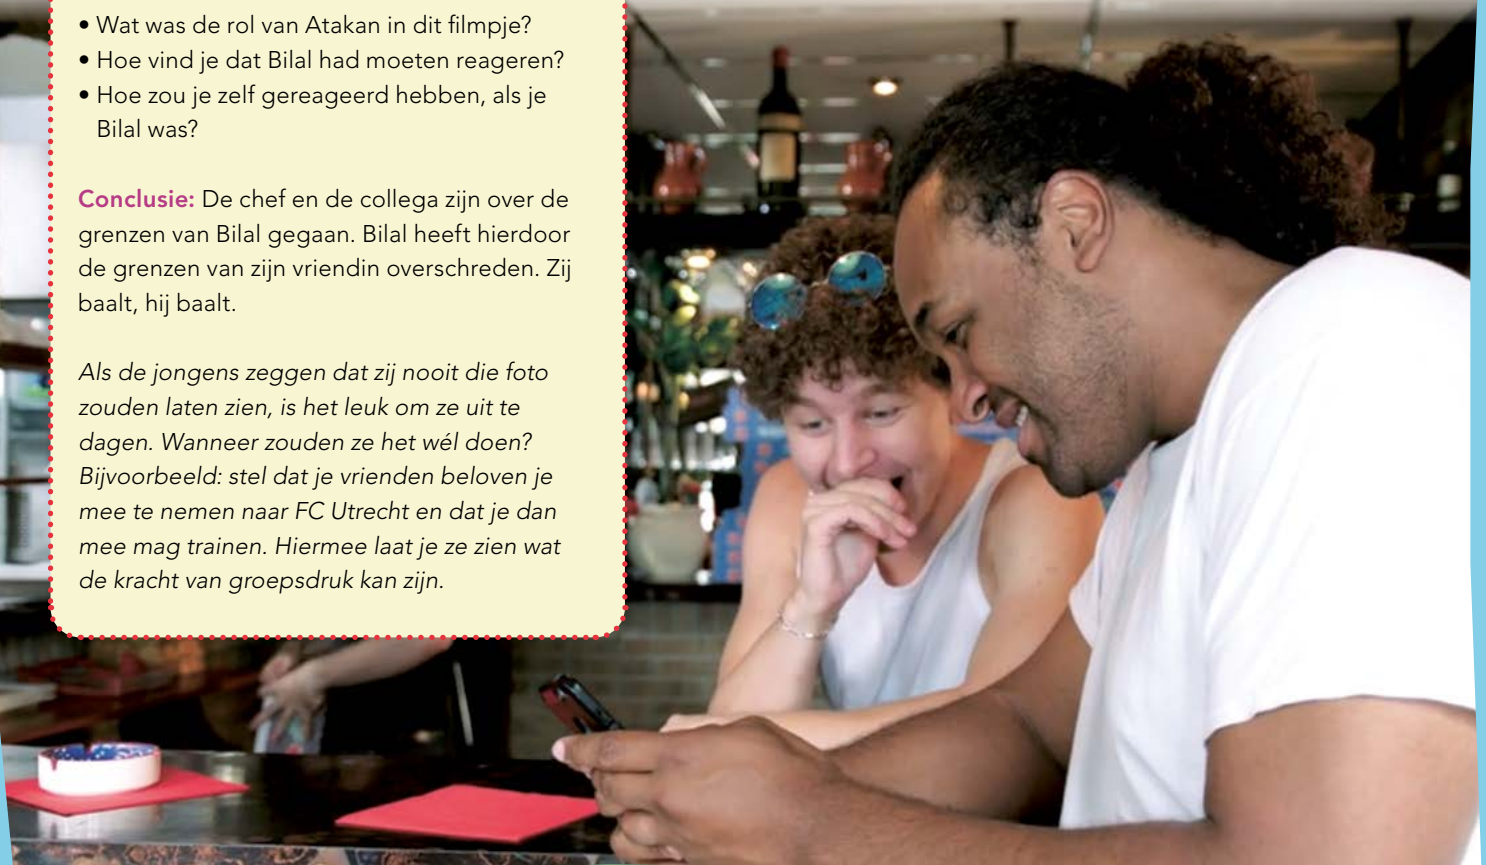 • Wat was de rol van Atakan in dit filmpje?
• Hoe vind je dat Bilal had moeten reageren?
• Hoe zou je zelf gereageerd hebben, als je
Bilal was?
Conclusie: De chef en de collega zijn over de
grenzen van Bilal gegaan. Bilal heeft hierdoor
de grenzen van zijn vriendin overschreden. Zij
baalt, hij baalt.
Als de jongens zeggen dat zij nooit die foto
zouden laten zien, is het leuk om ze uit te
dagen. Wanneer zouden ze het wél doen?
Bijvoorbeeld: stel dat je vrienden beloven je
mee te nemen naar FC Utrecht en dat je dan
mee mag trainen. Hiermee laat je ze zien wat
de kracht van groepsdruk kan zijn.